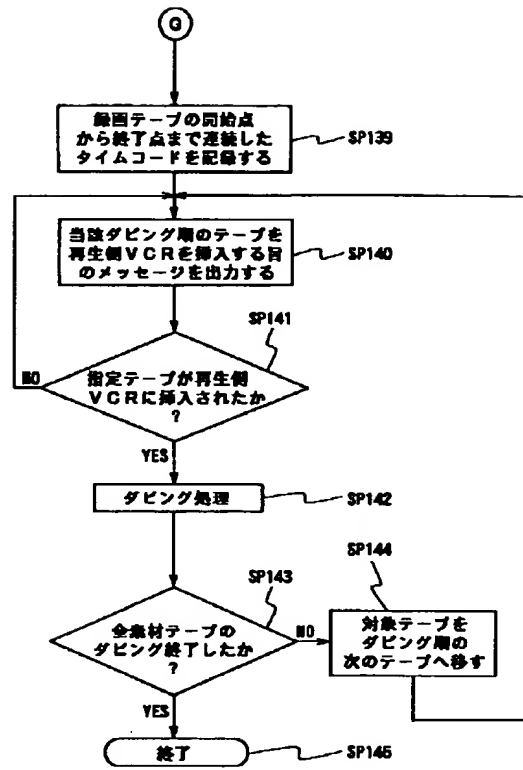 G
録画テープの開始点
から終了点まで連続した
タイムコードを記録する
SP139
当該ダビング順のテープを
再生側VCRを挿入する旨
のメッセージを出力する
SP140
SP141
指定テープが再生側
VCRに挿入されたか
?
NO
YES
ダビング処理
SP142
SP143
全素材テープの
ダビング終了したか
?
NO
YES
SP144
対象テープを
ダビング順の
次のテープへ移す
終了
SP145